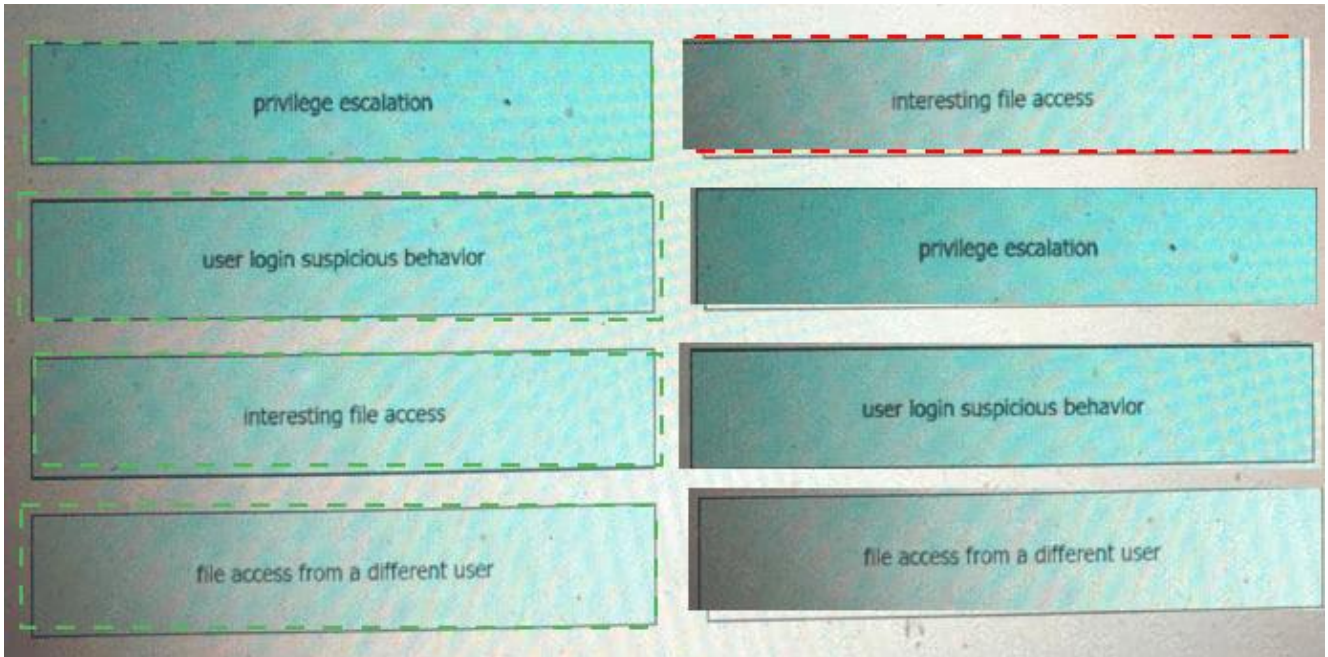 privilege escalation
interesting file access
user login suspicious behavior
privilege escalation
interesting file access
user login suspicious behavior
file access from a different user
file access from a different user